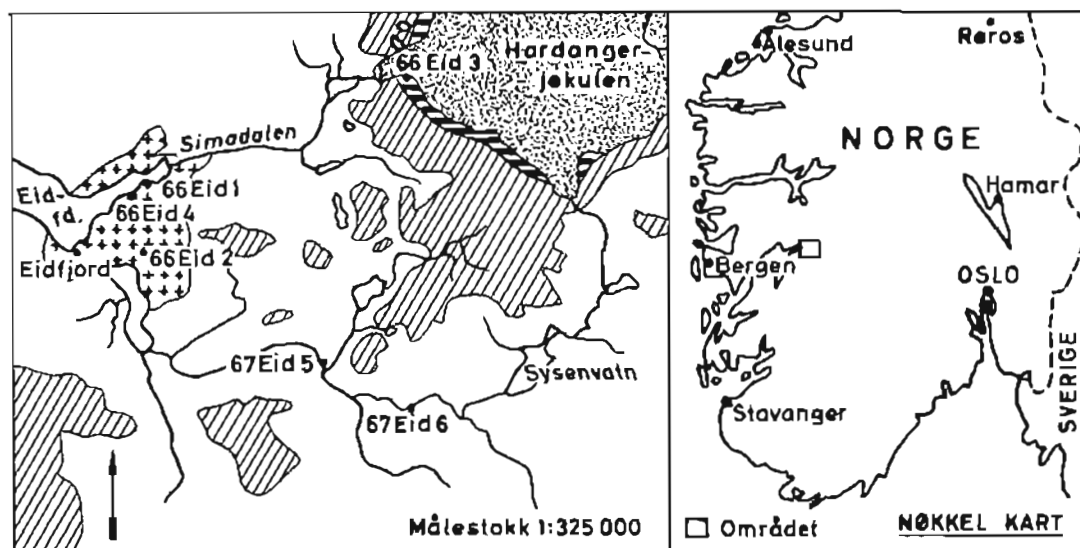 Hardanger-
jøkulen
66 Eid 3
Simadalen
Eid-
fd.
66 Eid 1
66 Eid 4
66 Eid 2
Eidfjord
67 Eid 5
Sysenvatn
67 Eid 6
Målestokk 1:325 000
Ålesund
Røros
NORGE
Hamar
Bergen
OSLO
Stavanger
SVERIGE
Området
NØKKEL KART